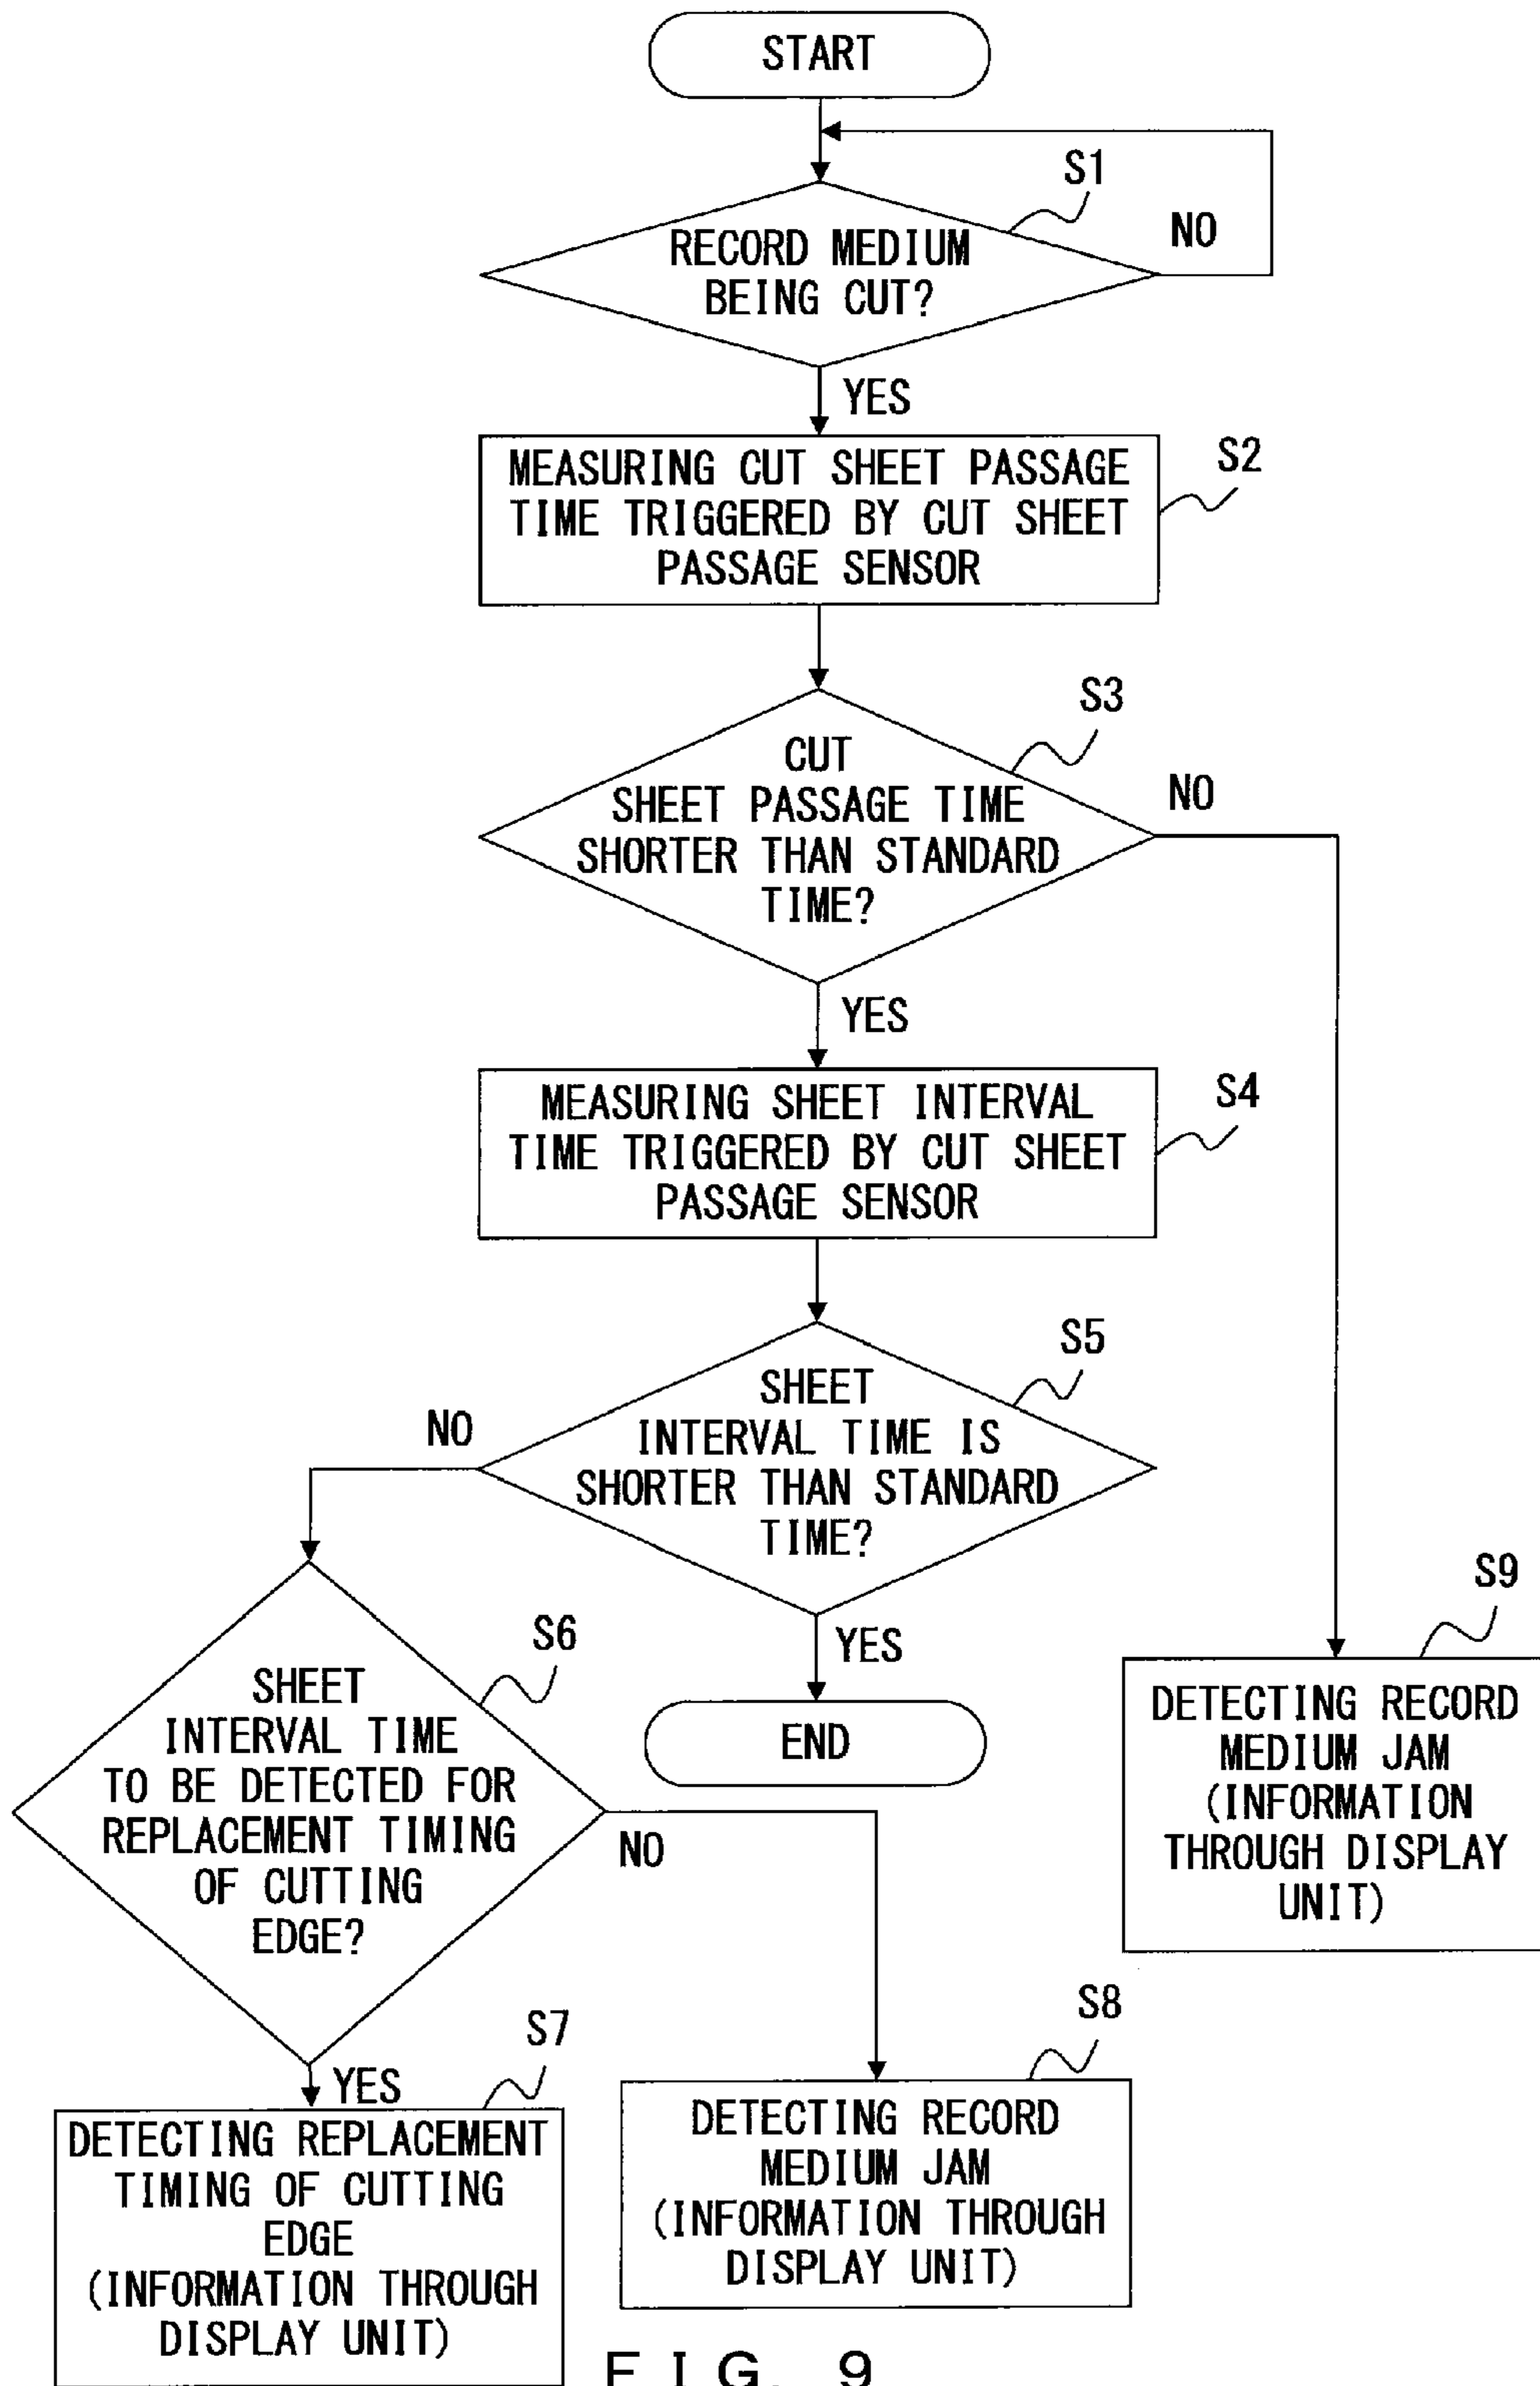 START
S1
RECORD MEDIUM
BEING CUT?
NO
YES
S2
MEASURING CUT SHEET PASSAGE
TIME TRIGGERED BY CUT SHEET
PASSAGE SENSOR
S3
CUT
SHEET PASSAGE TIME
SHORTER THAN STANDARD
TIME?
NO
YES
S4
MEASURING SHEET INTERVAL
TIME TRIGGERED BY CUT SHEET
PASSAGE SENSOR
S5
SHEET
INTERVAL TIME IS
SHORTER THAN STANDARD
TIME?
NO
YES
END
S6
SHEET
INTERVAL TIME
TO BE DETECTED FOR
REPLACEMENT TIMING
OF CUTTING
EDGE?
NO
YES
S9
DETECTING RECORD
MEDIUM JAM
(INFORMATION
THROUGH DISPLAY
UNIT)
S7
DETECTING REPLACEMENT
TIMING OF CUTTING
EDGE
(INFORMATION THROUGH
DISPLAY UNIT)
S8
DETECTING RECORD
MEDIUM JAM
(INFORMATION THROUGH
DISPLAY UNIT)
FIG. 9